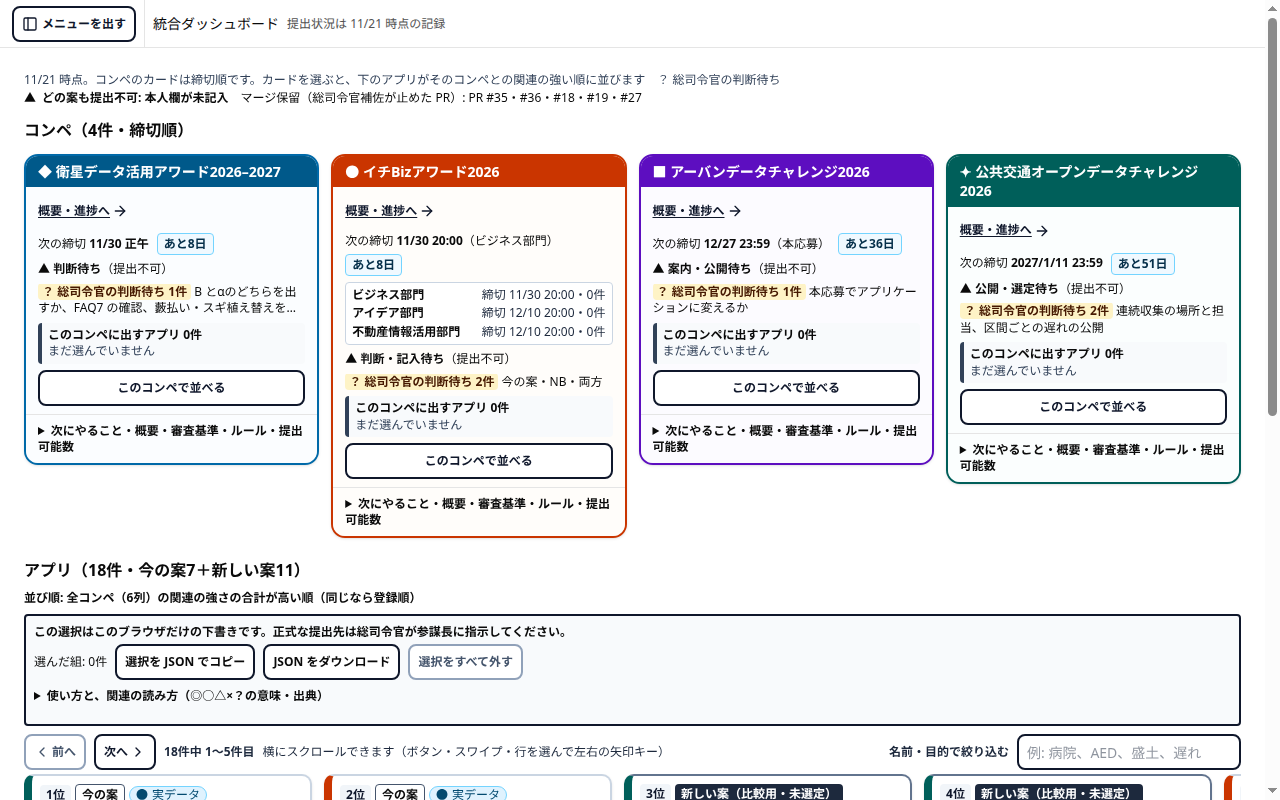 メニューを出す
統合ダッシュボード 提出状況は 11/21 時点の記録
11/21 時点。コンペのカードは締切順です。カードを選ぶと、下のアプリがそのコンペとの関連の強い順に並びます ？ 総司令官の判断待ち
▲ どの案も提出不可: 本人欄が未記入 マージ保留（総司令官補佐が止めた PR）: PR #35・#36・#18・#19・#27
コンペ（4件・締切順）
◆ 衛星データ活用アワード2026–2027
概要・進捗へ →
次の締切 11/30 正午 あと8日
▲ 判断待ち（提出不可）
？ 総司令官の判断待ち 1件 B とαのどちらを出
すか、FAQ7 の確認、藪払い・スギ植え替えを…
このコンペに出すアプリ 0件
まだ選んでいません
このコンペで並べる
▶ 次にやること・概要・審査基準・ルール・提出
可能数
● イチBizアワード2026
概要・進捗へ →
次の締切 11/30 20:00（ビジネス部門）
あと8日
ビジネス部門 締切 11/30 20:00・0件
アイデア部門 締切 12/10 20:00・0件
不動産情報活用部門 締切 12/10 20:00・0件
▲ 判断・記入待ち（提出不可）
？ 総司令官の判断待ち 2件 今の案・NB・両方
このコンペに出すアプリ 0件
まだ選んでいません
このコンペで並べる
▶ 次にやること・概要・審査基準・ルール・提出
可能数
■ アーバンデータチャレンジ2026
概要・進捗へ →
次の締切 12/27 23:59（本応募） あと36日
▲ 案内・公開待ち（提出不可）
？ 総司令官の判断待ち 1件 本応募でアプリケー
ションに変えるか
このコンペに出すアプリ 0件
まだ選んでいません
このコンペで並べる
▶ 次にやること・概要・審査基準・ルール・提出
可能数
✦ 公共交通オープンデータチャレンジ
2026
概要・進捗へ →
次の締切 2027/1/11 23:59 あと51日
▲ 公開・選定待ち（提出不可）
？ 総司令官の判断待ち 2件 連続収集の場所と担
当、区間ごとの遅れの公開
このコンペに出すアプリ 0件
まだ選んでいません
このコンペで並べる
▶ 次にやること・概要・審査基準・ルール・提出
可能数
アプリ（18件・今の案7＋新しい案11）
並び順: 全コンペ（6列）の関連の強さの合計が高い順（同じなら登録順）
この選択はこのブラウザだけの下書きです。正式な提出先は総司令官が参謀長に指示してください。
選んだ組: 0件 選択を JSON でコピー JSON をダウンロード 選択をすべて外す
▶ 使い方と、関連の読み方（◎○△×？の意味・出典）
前へ 次へ 18件中 1〜5件目 横にスクロールできます（ボタン・スワイプ・行を選んで左右の矢印キー） 名前・目的で絞り込む 例: 病院、AED、盛土、遅れ
1位 今の案 ● 実データ
2位 今の案 ● 実データ
3位 新しい案（比較用・未選定）
4位 新しい案（比較用・未選定）